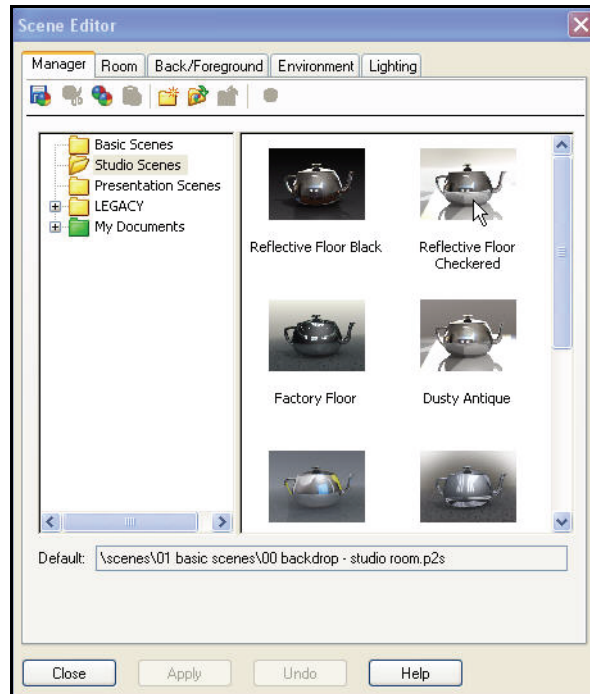 Scene Editor
Manager Room Back/Foreground Environment Lighting
Basic Scenes
Studio Scenes
Presentation Scenes
LEGACY
My Documents
Reflective Floor Black
Reflective Floor
Checkered
Factory Floor
Dusty Antique
Default: \scenes\01 basic scenes\00 backdrop - studio room.p2s
Close Apply Undo Help